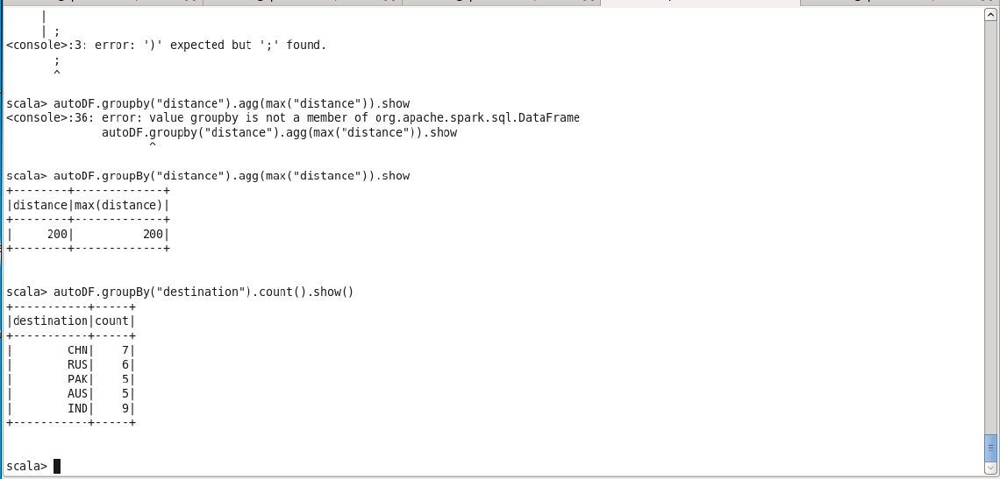 |
| ;
<console>:3: error: ')' expected but ';' found.
;
^
scala> autoDF.groupby("distance").agg(max("distance")).show
<console>:36: error: value groupby is not a member of org.apache.spark.sql.DataFrame
autoDF.groupby("distance").agg(max("distance")).show
^
scala> autoDF.groupBy("distance").agg(max("distance")).show
+--------+-------------+
|distance|max(distance)|
+--------+-------------+
|     200|          200|
+--------+-------------+
scala> autoDF.groupBy("destination").count().show()
+-----------+-----+
|destination|count|
+-----------+-----+
|        CHN|    7|
|        RUS|    6|
|        PAK|    5|
|        AUS|    5|
|        IND|    9|
+-----------+-----+
scala>